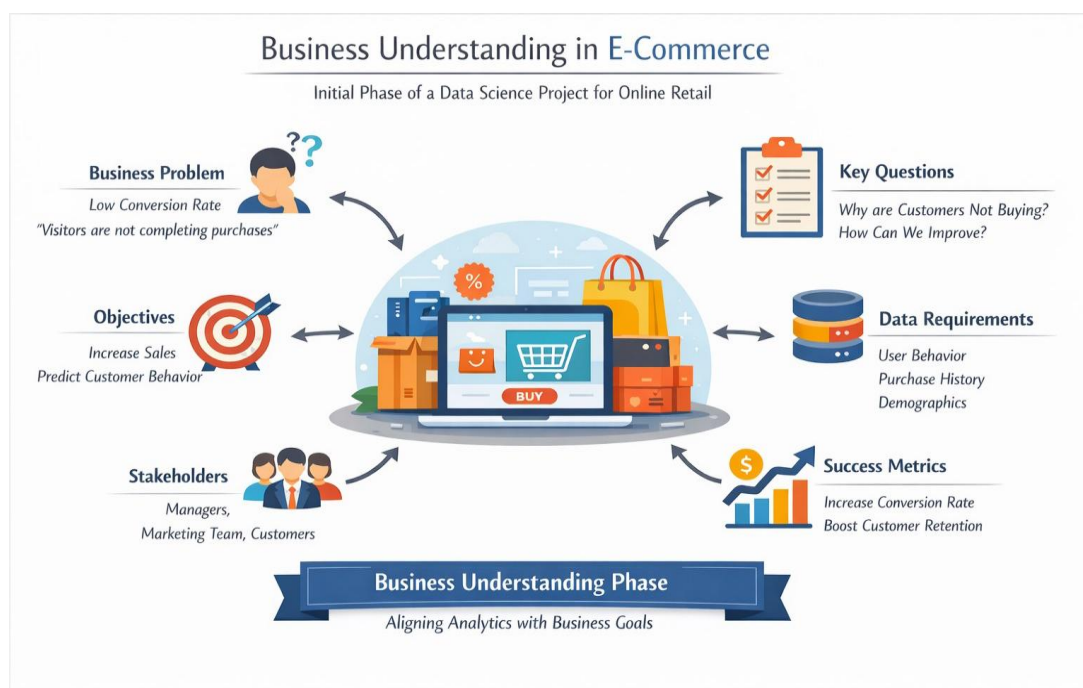 Business Understanding in E-Commerce
Initial Phase of a Data Science Project for Online Retail
??
Business Problem
Low Conversion Rate
"Visitors are not completing purchases"
Key Questions
Why are Customers Not Buying?
How Can We Improve?
%
Objectives
Increase Sales
Predict Customer Behavior
BUY
Data Requirements
User Behavior
Purchase History
Demographics
Stakeholders
Managers,
Marketing Team, Customers
$
Success Metrics
Increase Conversion Rate
Boost Customer Retention
Business Understanding Phase
Aligning Analytics with Business Goals